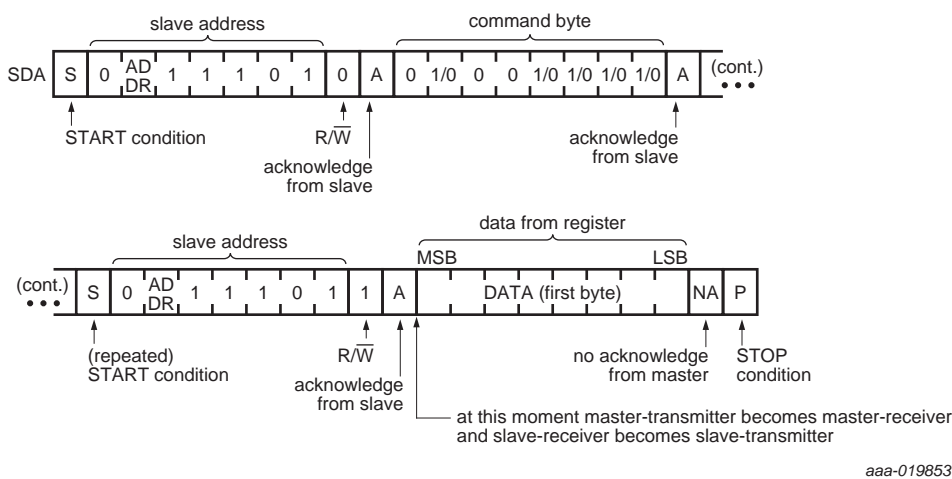 slave address
command byte
SDA S 0 AD DR 1 1 1 0 1 0 A 0 1/0 0 0 1/0 1/0 1/0 1/0 A (cont.)
START condition
R/W
acknowledge
from slave
acknowledge
from slave
data from register
slave address
MSB LSB
(cont.) S 0 AD DR 1 1 1 0 1 1 A DATA (first byte) NA P
(repeated)
START condition
R/W
acknowledge
from slave
no acknowledge
from master
STOP
condition
at this moment master-transmitter becomes master-receiver
and slave-receiver becomes slave-transmitter
aaa-019853